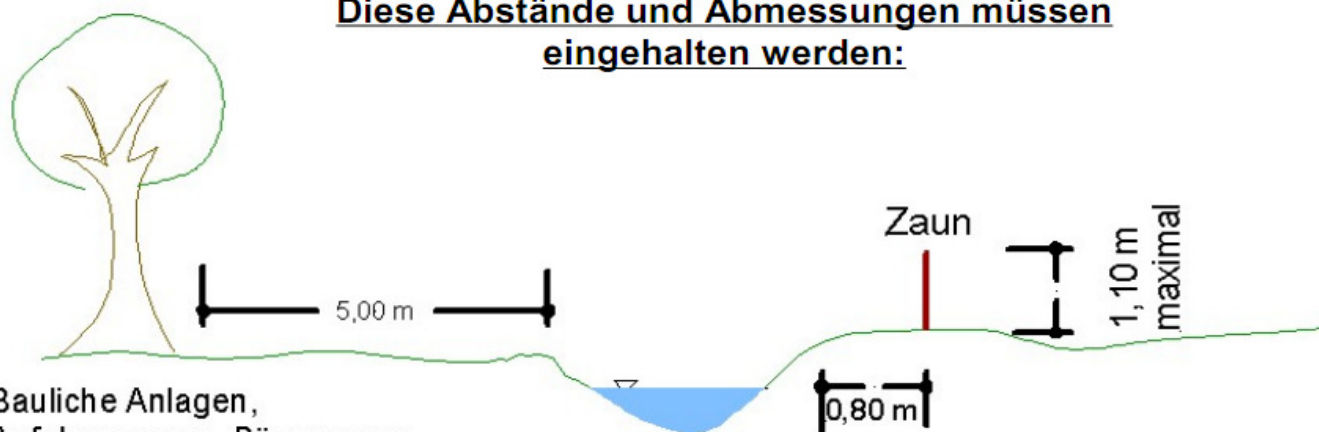 Diese Abstände und Abmessungen müssen
eingehalten werden:
Zaun
1,10 m
maximal
5,00 m
0,80 m
Bauliche Anlagen,